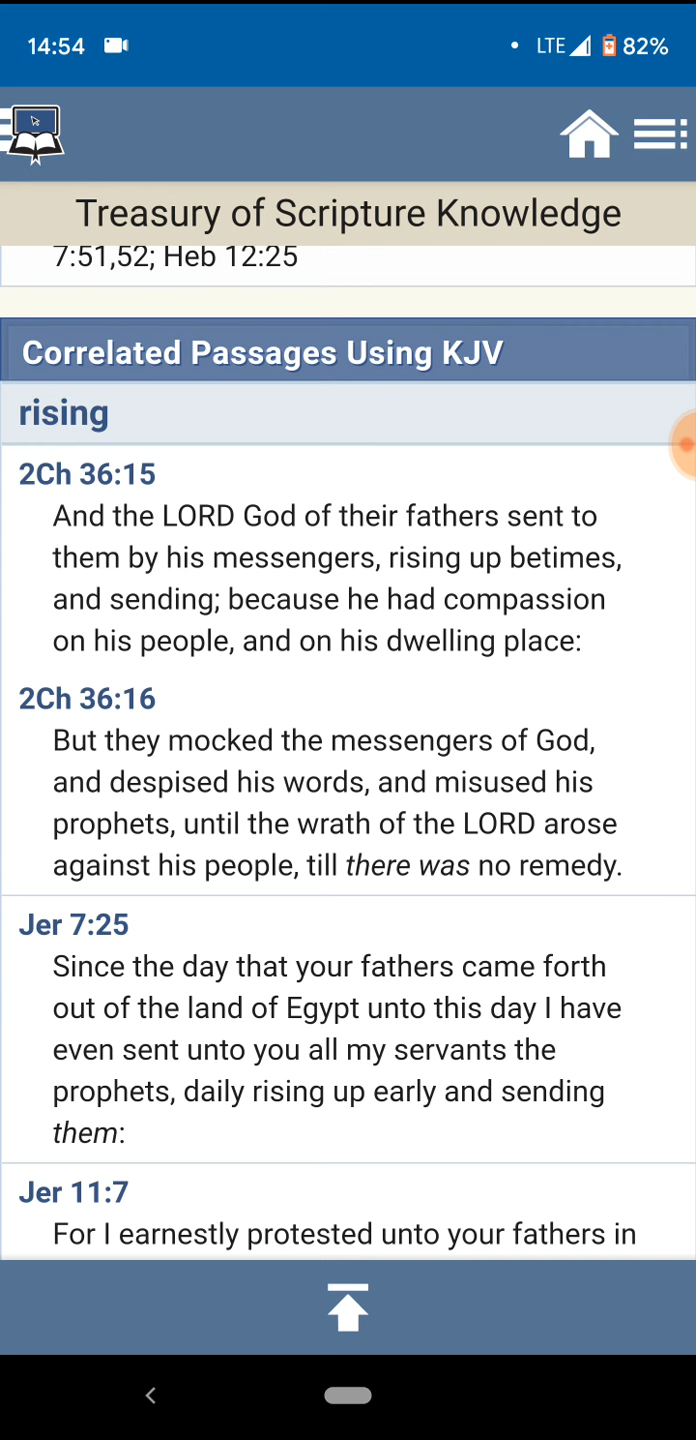 14:54
LTE
82%
Treasury of Scripture Knowledge
7:51,52; Heb 12:25
Correlated Passages Using KJV
rising
2Ch 36:15
And the LORD God of their fathers sent to
them by his messengers, rising up betimes,
and sending; because he had compassion
on his people, and on his dwelling place:
2Ch 36:16
But they mocked the messengers of God,
and despised his words, and misused his
prophets, until the wrath of the LORD arose
against his people, till there was no remedy.
Jer 7:25
Since the day that your fathers came forth
out of the land of Egypt unto this day I have
even sent unto you all my servants the
prophets, daily rising up early and sending
them:
Jer 11:7
For I earnestly protested unto your fathers in